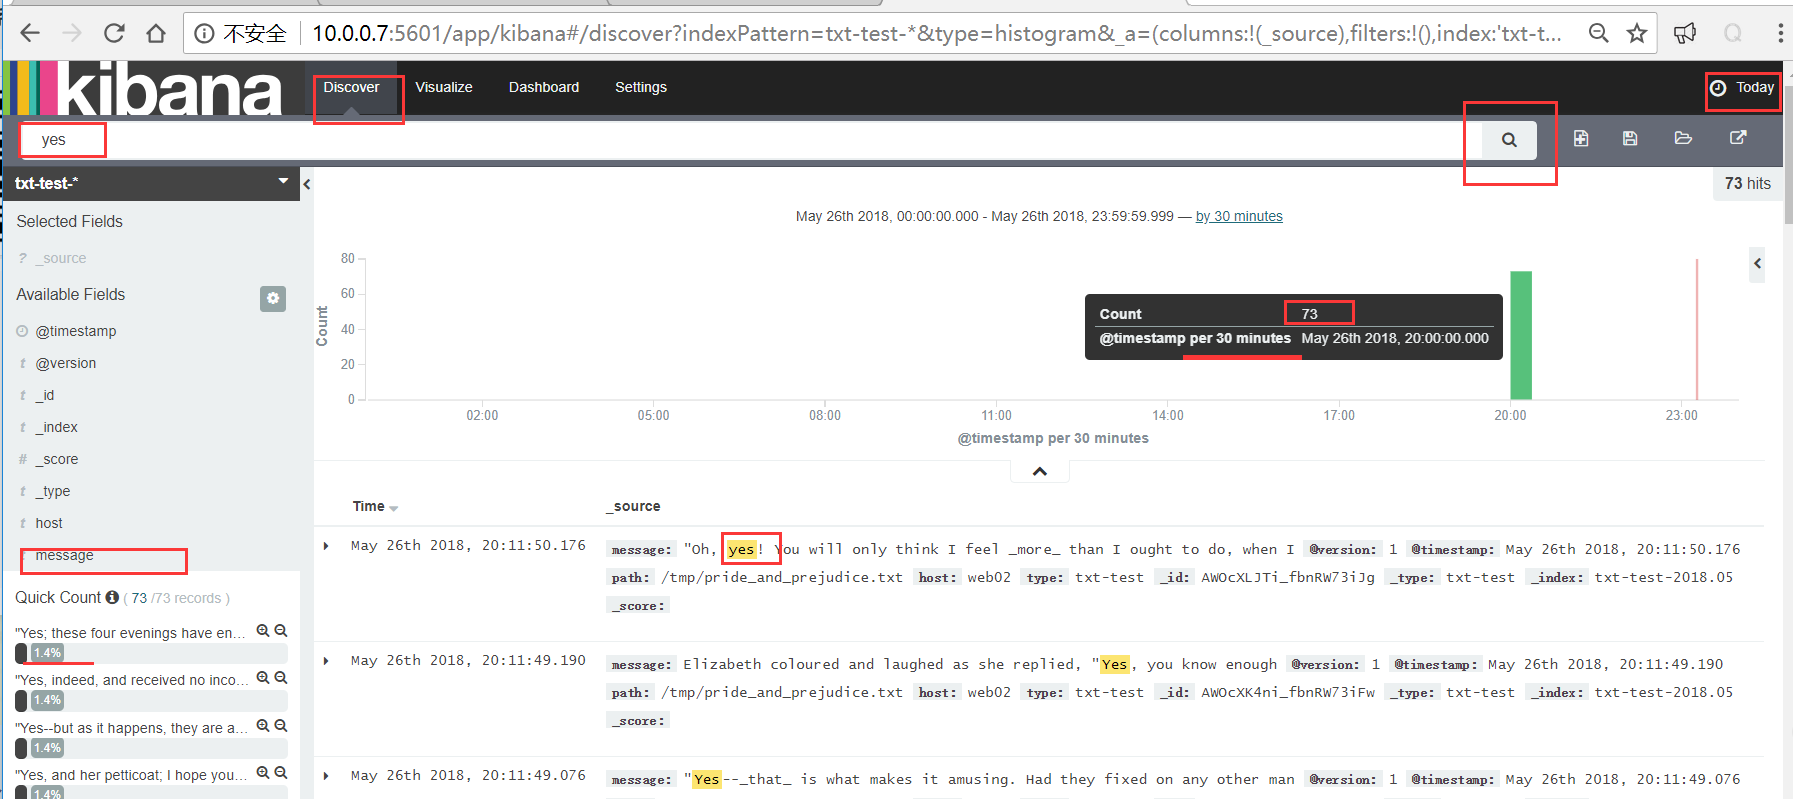 不安全 10.0.0.7:5601/app/kibana#/discover?indexPattern=txt-test-*&type=histogram&_a=(columns:!(_source),filters:!(),index:'txt-t...
kibana Discover Visualize Dashboard Settings Today
yes
txt-test-*
73 hits
Selected Fields
? _source
Available Fields
@timestamp
t @version
t _id
t _index
# _score
t _type
t host
message
Quick Count ( 73 /73 records )
"Yes; these four evenings have en...
1.4%
"Yes, indeed, and received no inco...
1.4%
"Yes--but as it happens, they are a...
1.4%
"Yes, and her petticoat; I hope you...
1.4%
May 26th 2018, 00:00:00.000 - May 26th 2018, 23:59:59.999 — by 30 minutes
Count
80
60
40
20
0
Count 73
@timestamp per 30 minutes May 26th 2018, 20:00:00.000
02:00 05:00 08:00 11:00 14:00 17:00 20:00 23:00
@timestamp per 30 minutes
Time _source
May 26th 2018, 20:11:50.176 message: "Oh, yes! You will only think I feel _more_ than I ought to do, when I @version: 1 @timestamp: May 26th 2018, 20:11:50.176
path: /tmp/pride_and_prejudice.txt host: web02 type: txt-test _id: AWOcXLJTi_fbnRW73iJg _type: txt-test _index: txt-test-2018.05
_score:
May 26th 2018, 20:11:49.190 message: Elizabeth coloured and laughed as she replied, "Yes, you know enough @version: 1 @timestamp: May 26th 2018, 20:11:49.190
path: /tmp/pride_and_prejudice.txt host: web02 type: txt-test _id: AWOcXK4ni_fbnRW73iFw _type: txt-test _index: txt-test-2018.05
_score:
May 26th 2018, 20:11:49.076 message: "Yes--_that_ is what makes it amusing. Had they fixed on any other man @version: 1 @timestamp: May 26th 2018, 20:11:49.076